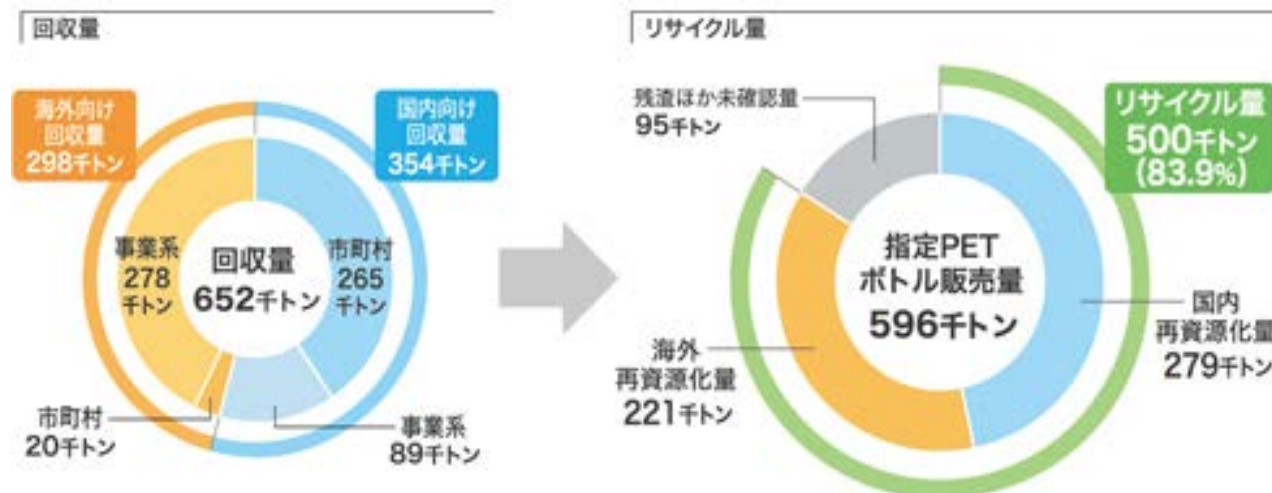 回収量
海外向け
回収量
298千トン
国内向け
回収量
354千トン
事業系
278
千トン
回収量
652千トン
市町村
265
千トン
市町村
20千トン
事業系
89千トン
リサイクル量
残渣ほか未確認量
95千トン
リサイクル量
500千トン
(83.9%)
指定PET
ボトル販売量
596千トン
海外
再資源化量
221千トン
国内
再資源化量
279千トン